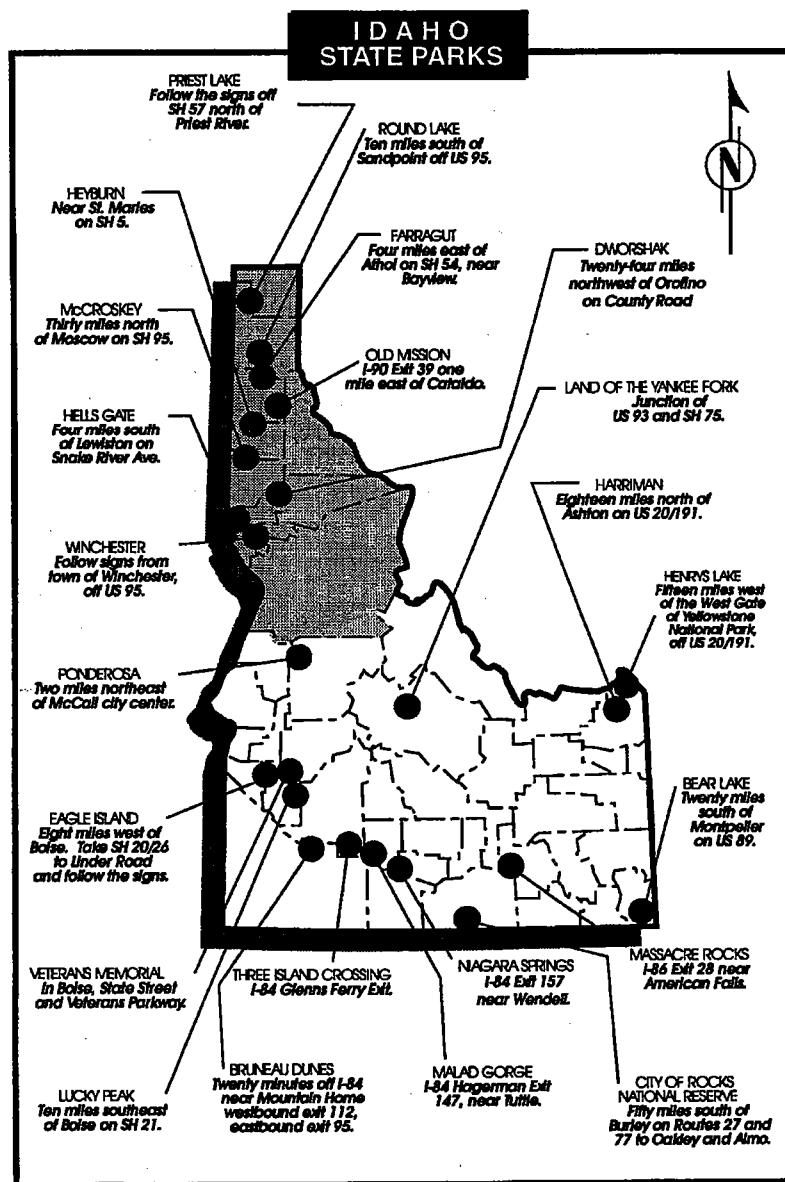 IDAHO
STATE PARKS
PRIEST LAKE
Follow the signs off
SH 57 north of
Priest River.
ROUND LAKE
Ten miles south of
Sandpoint off US 95.
N
HEYBURN
Near St. Maries
on SH 5.
FARRAGUT
Four miles east of
Athol on SH 54, near
Bayview.
DWORSHAK
Twenty-four miles
northwest of Orofino
on County Road
McCROSKEY
Thirty miles north
of Moscow on SH 95.
OLD MISSION
I-90 Exit 39 one
mile east of Cataldo.
LAND OF THE YANKEE FORK
Junction of
US 93 and SH 75.
HELLS GATE
Four miles south
of Lewiston on
Snake River Ave.
HARRIMAN
Eighteen miles north of
Ashton on US 20/191.
WINCHESTER
Follow signs from
town of Winchester,
off US 95.
HENRYS LAKE
Fifteen miles west
of the West Gate
of Yellowstone
National Park,
off US 20/191.
PONDEROSA
Two miles northeast
of McCall city center.
BEAR LAKE
Twenty miles
south of
Montpelier
on US 89.
EAGLE ISLAND
Eight miles west of
Boise. Take SH 20/26
to Linder Road
and follow the signs.
VETERANS MEMORIAL
In Boise, State Street
and Veterans Parkway.
THREE ISLAND CROSSING
I-84 Glenns Ferry Exit.
NIAGARA SPRINGS
I-84 Exit 157
near Wendell.
MASSACRE ROCKS
I-86 Exit 28 near
American Falls.
LUCKY PEAK
Ten miles southeast
of Boise on SH 21.
BRUNEAU DUNES
Twenty minutes off I-84
near Mountain Home
westbound exit 112,
eastbound exit 95.
MALAD GORGE
I-84 Hagerman Exit
147, near Tuttle.
CITY OF ROCKS
NATIONAL RESERVE
Fifty miles south of
Burley on Routes 27 and
77 to Oakley and Almo.